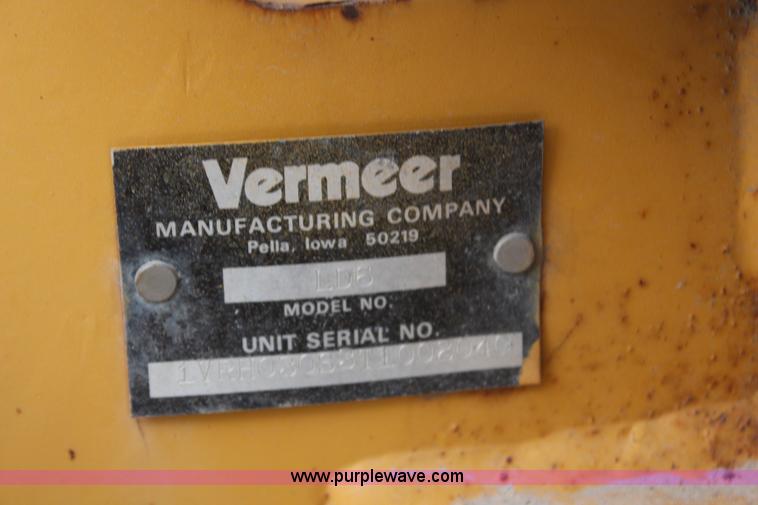 Vermeer
MANUFACTURING COMPANY
Pella, Iowa 50219
LD6
MODEL NO.
UNIT SERIAL NO.
www.purplewave.com